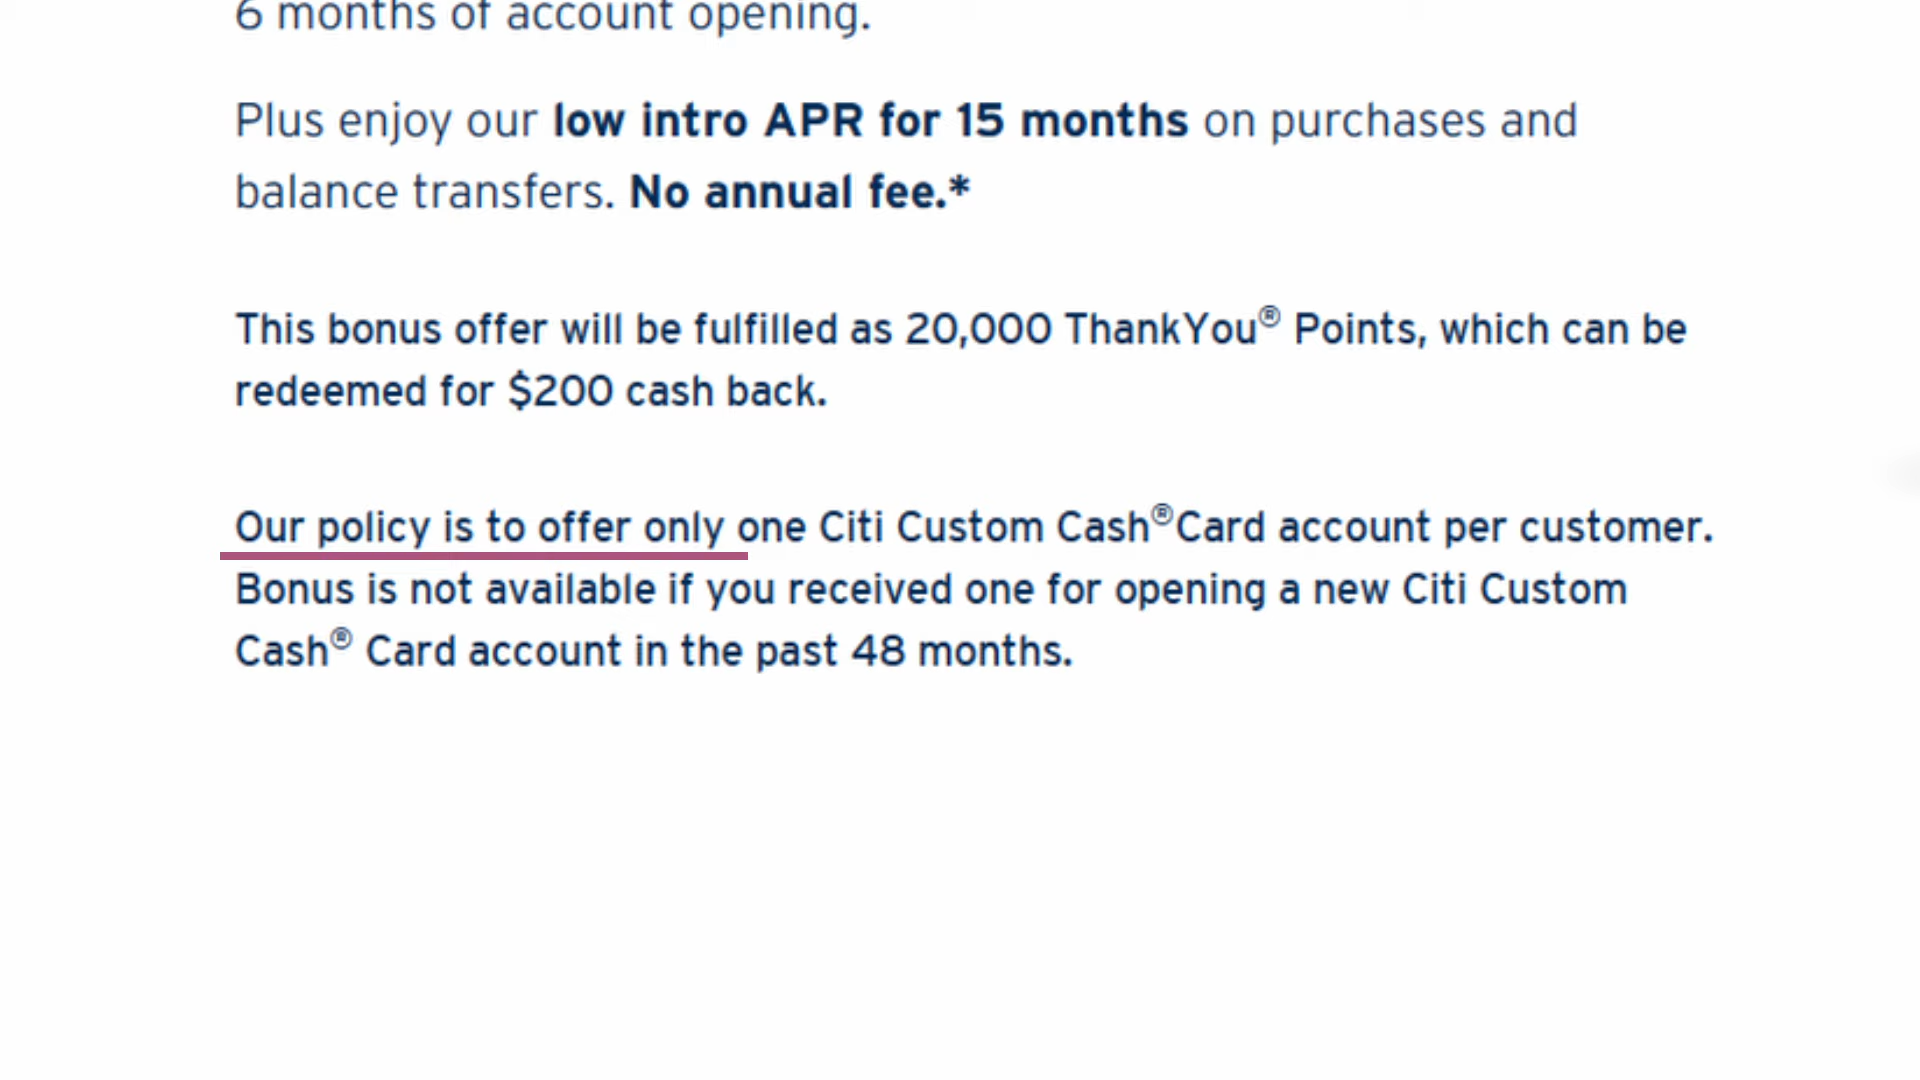 6 months of account opening.
Plus enjoy our low intro APR for 15 months on purchases and
balance transfers. No annual fee.*
This bonus offer will be fulfilled as 20,000 ThankYou® Points, which can be
redeemed for $200 cash back.
Our policy is to offer only one Citi Custom Cash®Card account per customer.
Bonus is not available if you received one for opening a new Citi Custom
Cash® Card account in the past 48 months.